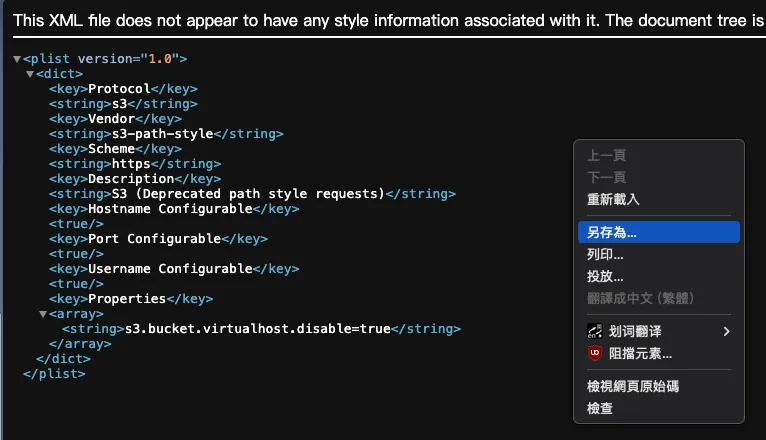 This XML file does not appear to have any style information associated with it. The document tree is
▼<plist version="1.0">
▼<dict>
<key>Protocol</key>
<string>s3</string>
<key>Vendor</key>
<string>s3-path-style</string>
<key>Scheme</key>
<string>https</string>
<key>Description</key>
<string>S3 (Deprecated path style requests)</string>
<key>Hostname Configurable</key>
<true/>
<key>Port Configurable</key>
<true/>
<key>Username Configurable</key>
<true/>
<key>Properties</key>
▼<array>
<string>s3.bucket.virtualhost.disable=true</string>
</array>
</dict>
</plist>
上一頁
下一頁
重新載入
另存為...
列印...
投放...
翻譯成中文 (繁體)
划词翻译
阻擋元素...
檢視網頁原始碼
檢查